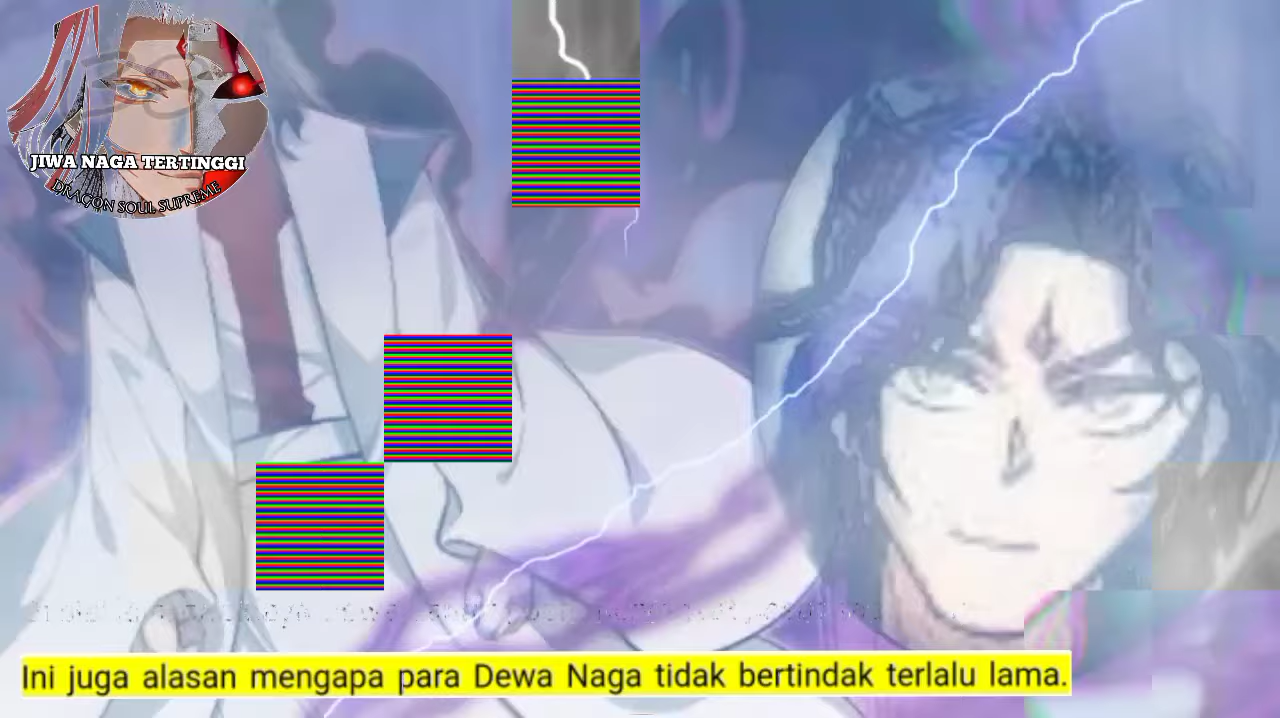 JIWA NAGA TERTINGGI
DRAGON SOUL SUPREME
Ini juga alasan mengapa para Dewa Naga tidak bertindak terlalu lama.